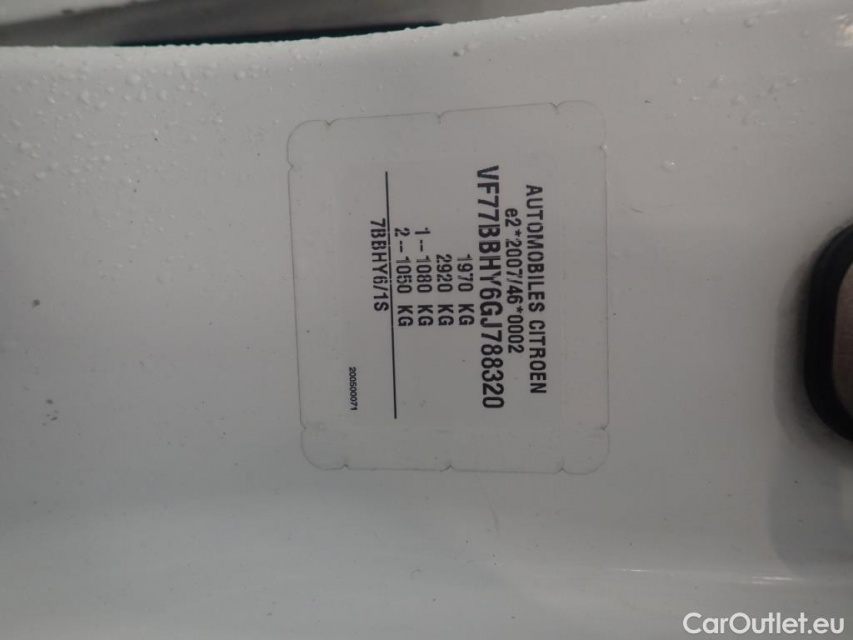 AUTOMOBILES CITROEN
e2*2007/46*0002
VF77BBHY6GJ788320
1970 KG
2920 KG
1--1080 KG
2--1050 KG
7BBHY6/1S
200500071
CarOutlet.eu